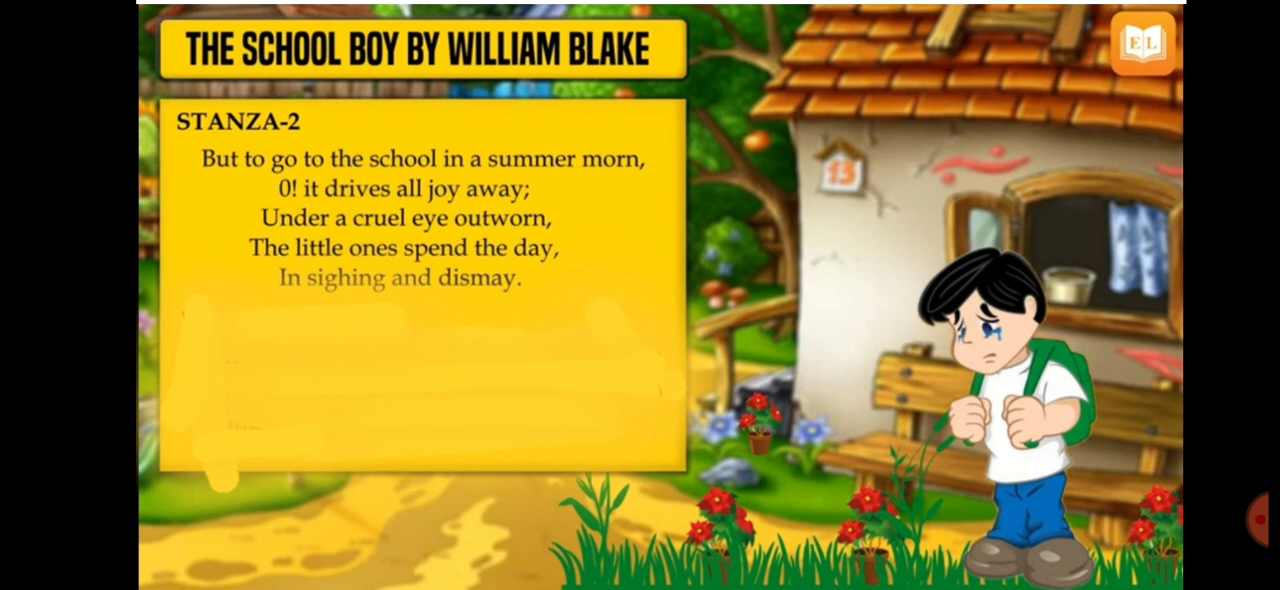 THE SCHOOL BOY BY WILLIAM BLAKE
EL
STANZA-2
But to go to the school in a summer morn,
0! it drives all joy away;
Under a cruel eye outworn,
The little ones spend the day,
In sighing and dismay.
13